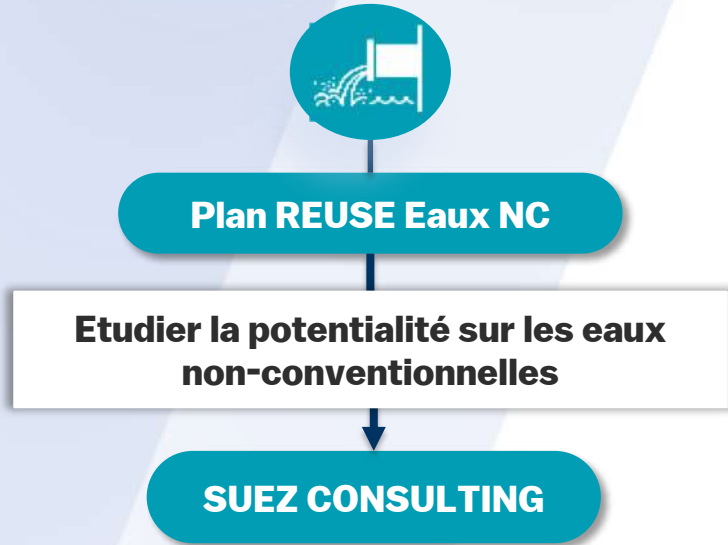 Plan REUSE Eaux NC
Etudier la potentialité sur les eaux
non-conventionnelles
SUEZ CONSULTING